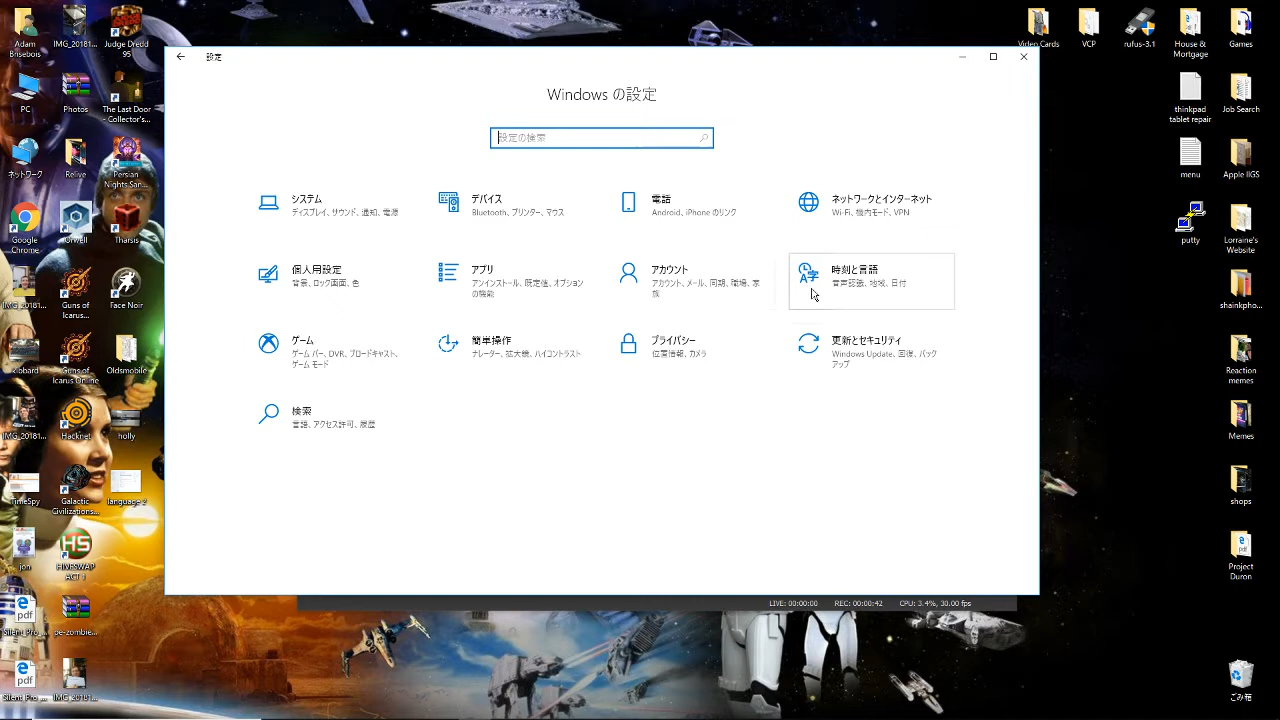 設定
Windows の設定
設定の検索
システム
ディスプレイ、サウンド、通知、電源
デバイス
Bluetooth、プリンター、マウス
電話
Android、iPhone のリンク
ネットワークとインターネット
Wi-Fi、機内モード、VPN
個人用設定
背景、ロック画面、色
アプリ
アンインストール、既定値、オプション
の機能
アカウント
アカウント、メール、同期、職場、家
族
時刻と言語
音声認識、地域、日付
ゲーム
ゲーム バー、DVR、ブロードキャスト、
ゲーム モード
簡単操作
ナレーター、拡大鏡、ハイコントラスト
プライバシー
位置情報、カメラ
更新とセキュリティ
Windows Update、回復、バック
アップ
検索
言語、アクセス許可、履歴
LIVE: 00:00:00
REC: 00:00:42
CPU: 3.4%, 30.00 fps
Adam
Brisebois
IMG_20181...
Judge Dredd
95
PC
Photos
The Last Door
- Collector's...
ネットワーク
Relive
Persian
Nights San...
Google
Chrome
Orwell
Tharsis
IMG_20181...
Guns of
Icarus...
Face Noir
Guns of
Icarus Online
Oldsmobile
IMG_20181...
Hacknet
holly
TimeSpy
Galactic
Civilizations...
language 2
jon
HIVESWAP
ACT 1
Silent Pro...
pe-zombie...
Silent Pro...
IMG_20181...
Video Cards
VCP
rufus-3.1
House &
Mortgage
Games
thinkpad
tablet repair
Job Search
menu
Apple IIGS
putty
Lorraine's
Website
shainkpho...
Reaction
memes
Memes
shops
Project
Duron
ごみ箱